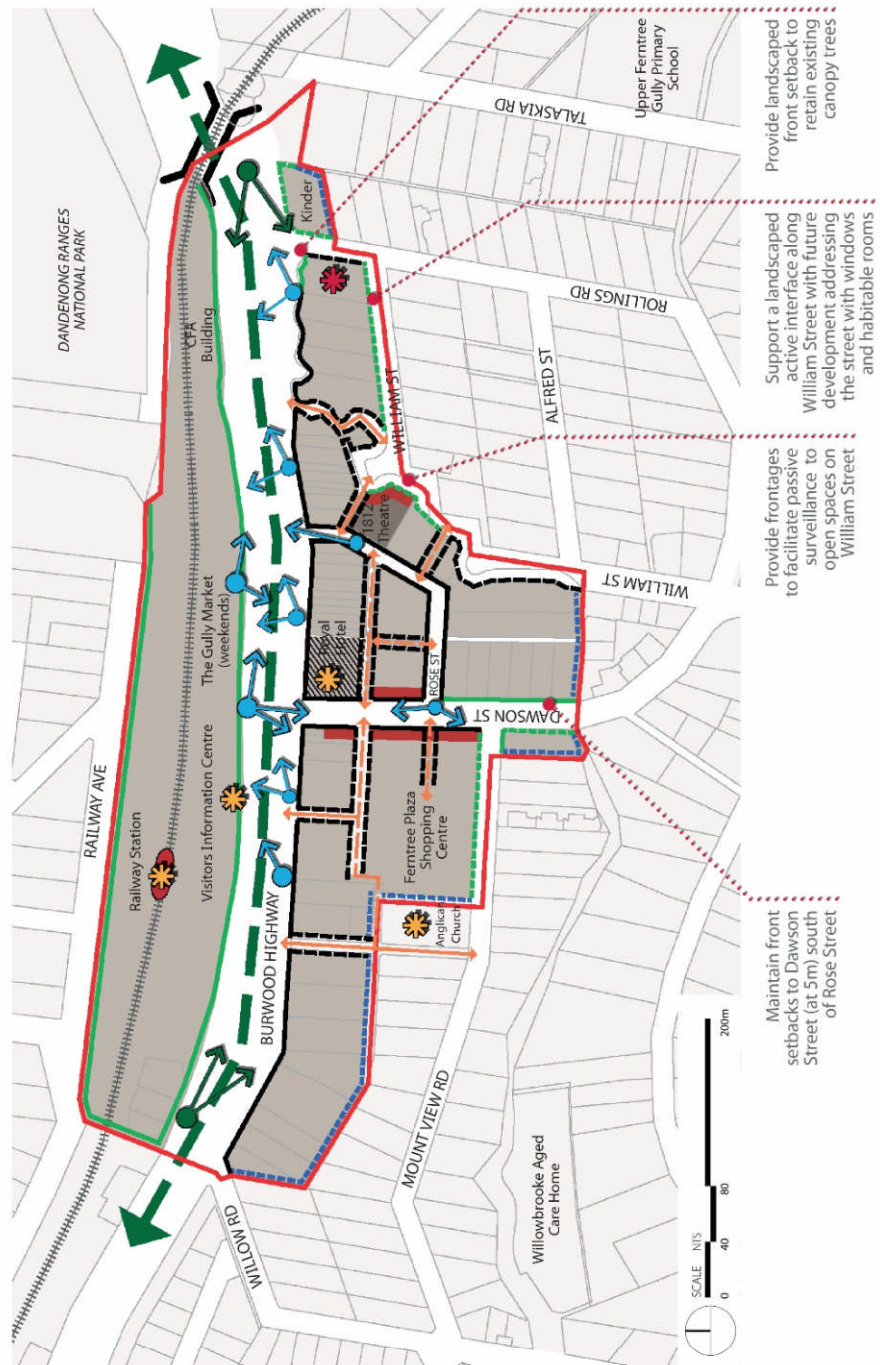 DANDENONG RANGES
NATIONAL PARK
RAILWAY AVE
Railway Station
Visitors Information Centre
The Gully Market
(weekends)
CFA
Building
BURWOOD HIGHWAY
WILLOW RD
Kinder
TALASKIA RD
Upper Ferntree
Gully Primary
School
ROLLINGS RD
WILLIAM ST
ALFRED ST
1812
Theatre
Royal
Hotel
ROSE ST
DAWSON ST
WILLIAM ST
Ferntree Plaza
Shopping
Centre
Anglican
Church
MOUNT VIEW RD
Willowbrooke Aged
Care Home
SCALE NTS
0 40 80 200m
Maintain front
setbacks to Dawson
Street (at 5m) south
of Rose Street
Provide frontages
to facilitate passive
surveillance to
open spaces on
William Street
Support a landscaped
active interface along
William Street with future
development addressing
the street with windows
and habitable rooms
Provide landscaped
front setback to
retain existing
canopy trees